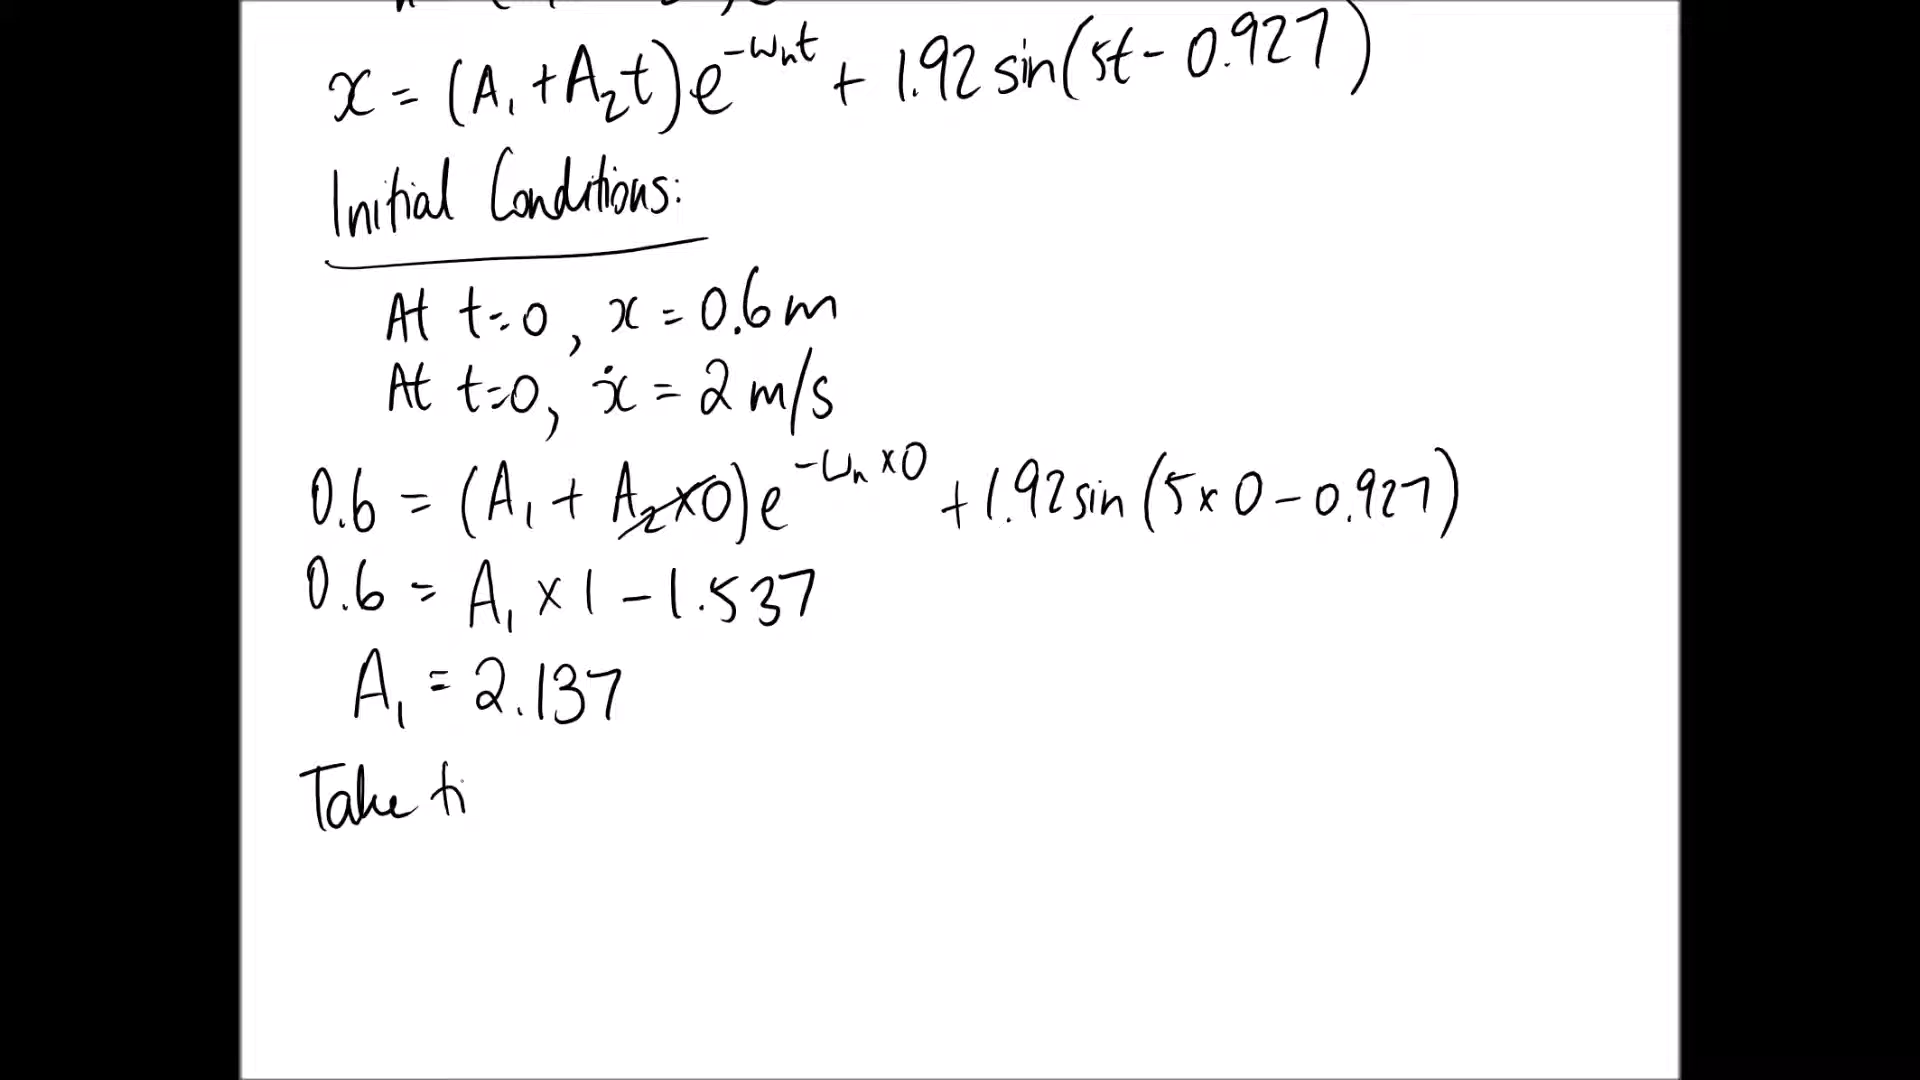 x = (A₁ + A₂t)e^(-ωₙt) + 1.92 sin(5t - 0.927)
Initial Conditions:
At t=0, x = 0.6m
At t=0, ẋ = 2 m/s
0.6 = (A₁ + A₂×0)e^(-ωₙ×0) + 1.92 sin(5×0 - 0.927)
0.6 = A₁ × 1 - 1.537
A₁ = 2.137
Take ti